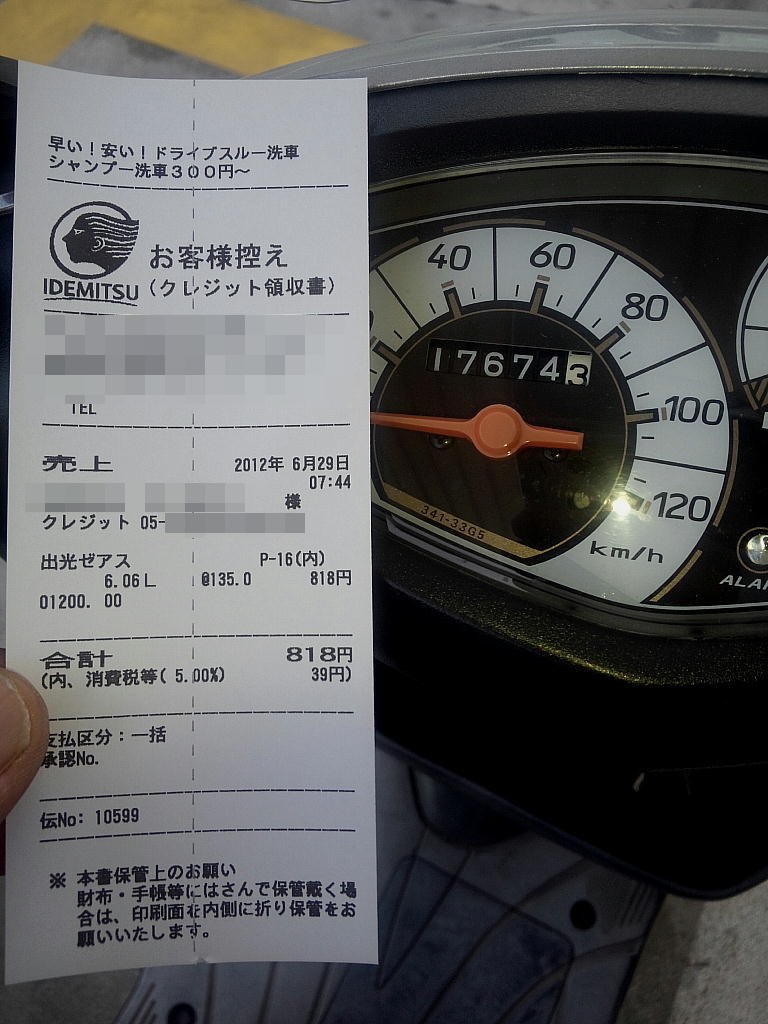 早い！安い！ドライブスルー洗車
シャンプー洗車３００円～
お客様控え
IDEMITSU (クレジット領収書)
TEL
売上 2012年 6月29日
07:44
様
クレジット 05-
出光ゼアス P-16(内)
6.06L @135.0 818円
01200. 00
合計 818円
(内、消費税等( 5.00%) 39円)
支払区分：一括
承認No.
伝No: 10599
※ 本書保管上のお願い
財布・手帳等にはさんで保管戴く場
合は、印刷面を内側に折り保管をお
願いいたします。
40 60 80 100 120
176743
341-33G5
km/h